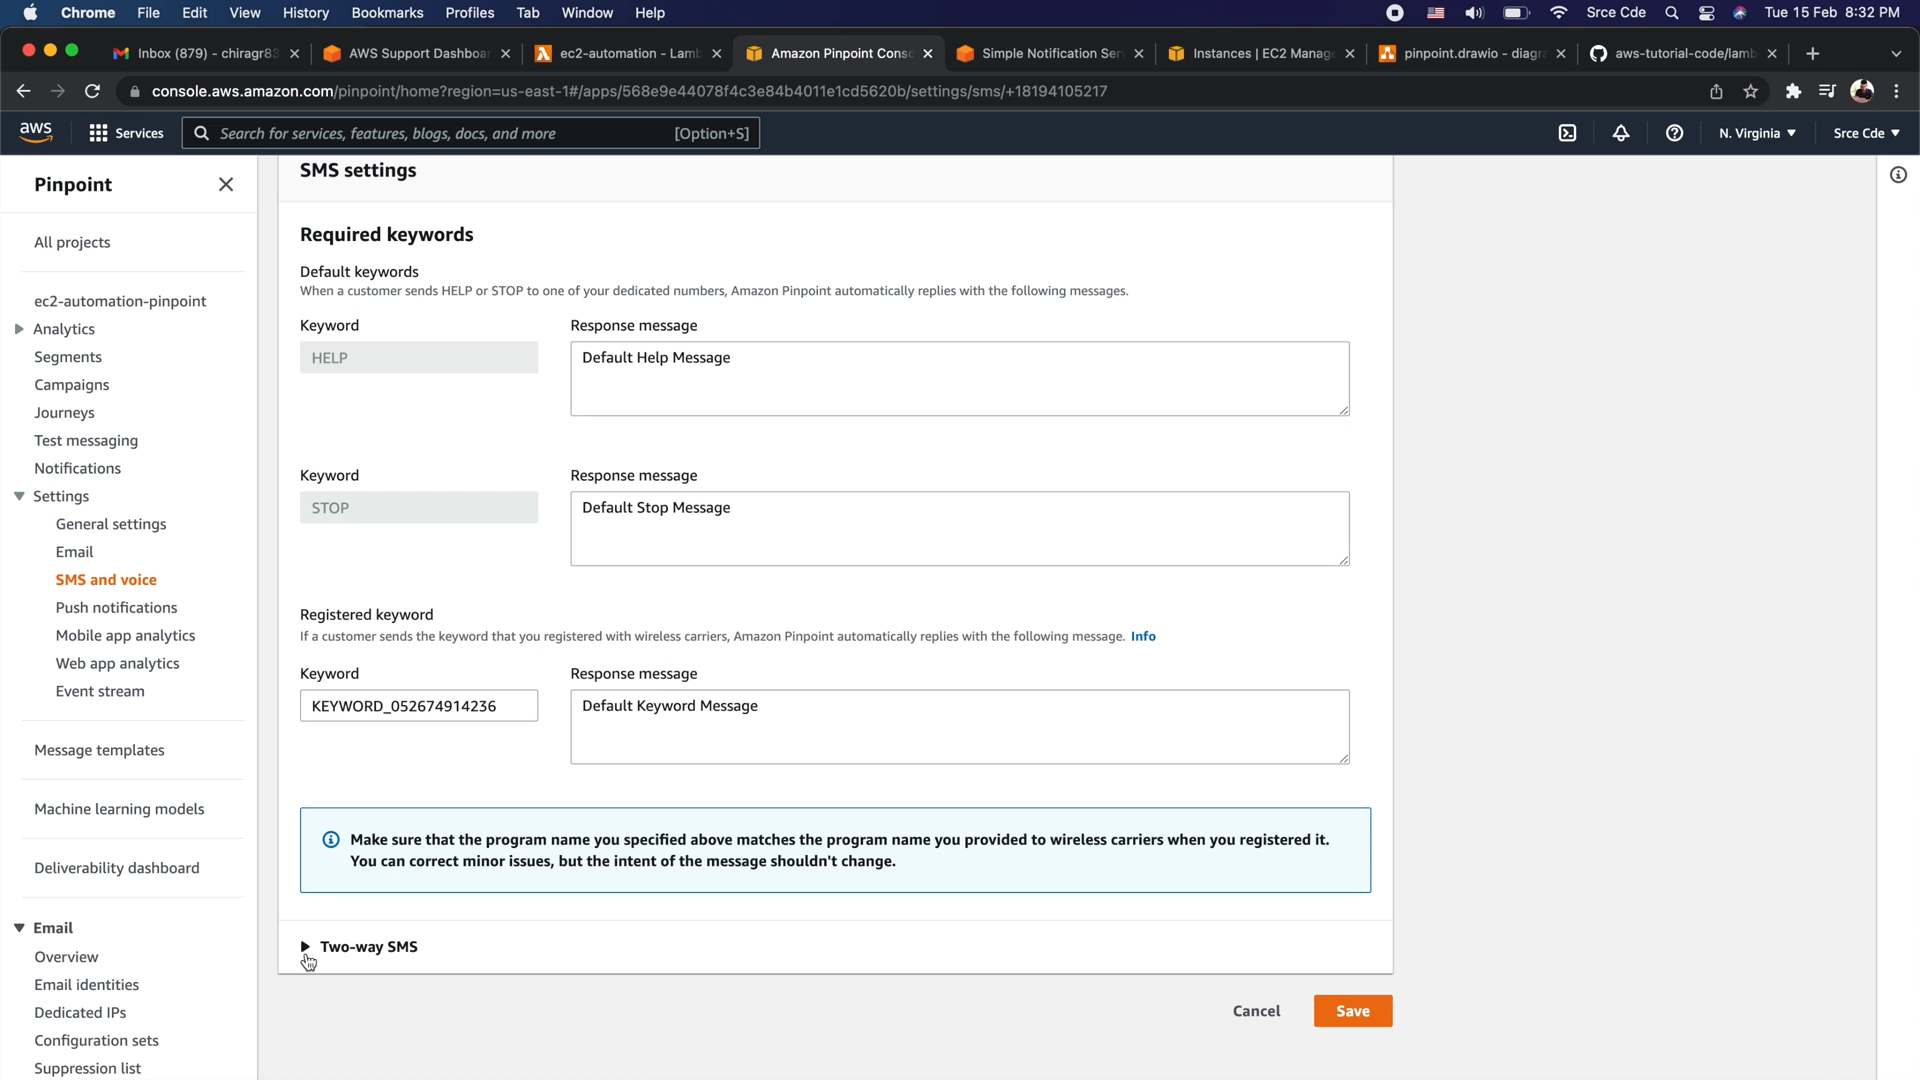 Chrome File Edit View History Bookmarks Profiles Tab Window Help Srce Cde Tue 15 Feb 8:32 PM
Inbox (879) - chiragr83 AWS Support Dashboa ec2-automation - Lamb Amazon Pinpoint Conso Simple Notification Ser Instances | EC2 Manage pinpoint.drawio - diagra aws-tutorial-code/lamb
console.aws.amazon.com/pinpoint/home?region=us-east-1#/apps/568e9e44078f4c3e84b4011e1cd5620b/settings/sms/+18194105217
aws Services Search for services, features, blogs, docs, and more [Option+S] N. Virginia Srce Cde
Pinpoint
All projects
ec2-automation-pinpoint
Analytics
Segments
Campaigns
Journeys
Test messaging
Notifications
Settings
General settings
Email
SMS and voice
Push notifications
Mobile app analytics
Web app analytics
Event stream
Message templates
Machine learning models
Deliverability dashboard
Email
Overview
Email identities
Dedicated IPs
Configuration sets
Suppression list
SMS settings
Required keywords
Default keywords
When a customer sends HELP or STOP to one of your dedicated numbers, Amazon Pinpoint automatically replies with the following messages.
Keyword Response message
HELP Default Help Message
Keyword Response message
STOP Default Stop Message
Registered keyword
If a customer sends the keyword that you registered with wireless carriers, Amazon Pinpoint automatically replies with the following message. Info
Keyword Response message
KEYWORD_052674914236 Default Keyword Message
Make sure that the program name you specified above matches the program name you provided to wireless carriers when you registered it.
You can correct minor issues, but the intent of the message shouldn't change.
Two-way SMS
Cancel Save